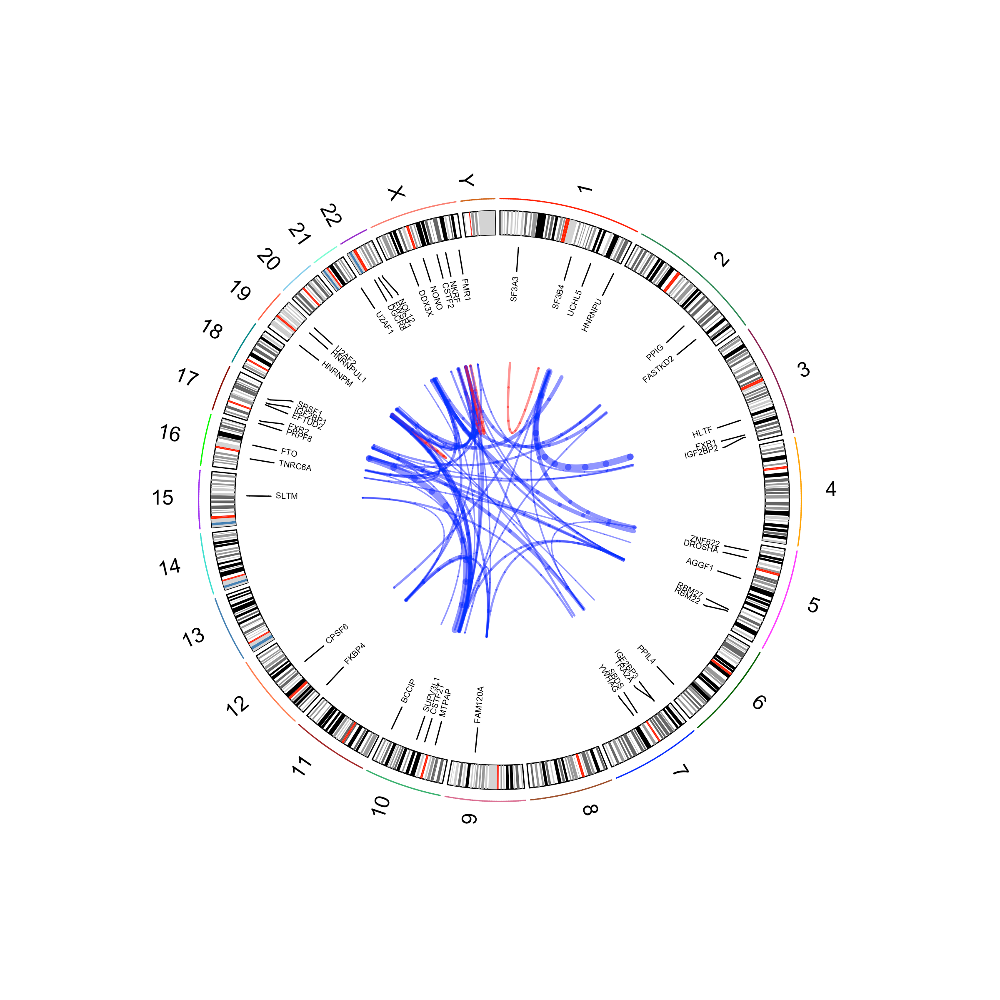 1
2
3
4
5
6
7
8
9
10
11
12
13
14
15
16
17
18
19
20
21
22
X
Y
SF3A3
SF3B4
UCHL5
HNRNPU
PPIG
FASTKD2
HLTF
FXR1
IGF2BP2
ZNF622
DROSHA
AGGF1
RBM27
RBM22
PPIL4
IGF2BP3
TRA2A
SBDS
YWHAG
FAM120A
MTPAP
CSTF2T
SUPV3L1
BCCIP
FKBP4
CPSF6
SLTM
TNRC6A
FTO
PRPF8
FXR2
EFTUD2
IGF2BP1
SRSF1
HNRNPM
HNRNPUL1
U2AF2
U2AF1
DGCR8
EWSR1
NOL12
DDX3X
NONO
CSTF2
NKRF
FMR1